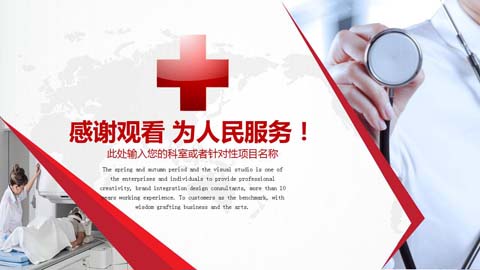 感谢观看 为人民服务！
此处输入您的科室或者针对性项目名称
The spring and autumn period and the visual studio is one of
the enterprises and individuals to provide professional
creativity, brand integration design consultants, more than 10
years working experience. To customers as the benchmark, with
wisdom grafting business and the arts.